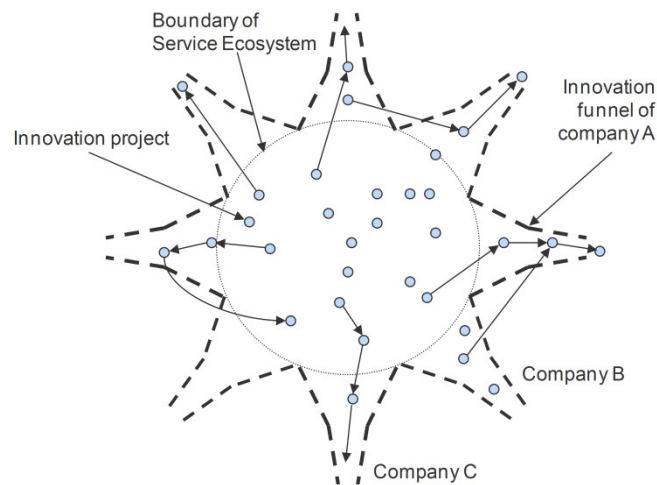 Boundary of
Service Ecosystem
Innovation
funnel of
company A
Innovation project
Company B
Company C